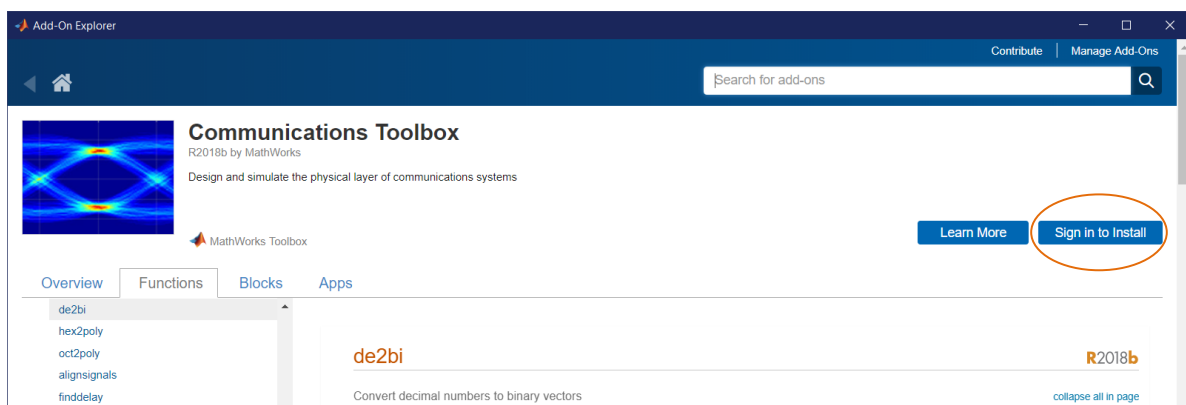 Add-On Explorer
Contribute | Manage Add-Ons
Search for add-ons
Communications Toolbox
R2018b by MathWorks
Design and simulate the physical layer of communications systems
MathWorks Toolbox
Learn More
Sign in to Install
Overview
Functions
Blocks
Apps
de2bi
hex2poly
oct2poly
alignsignals
finddelay
de2bi
R2018b
Convert decimal numbers to binary vectors
collapse all in page